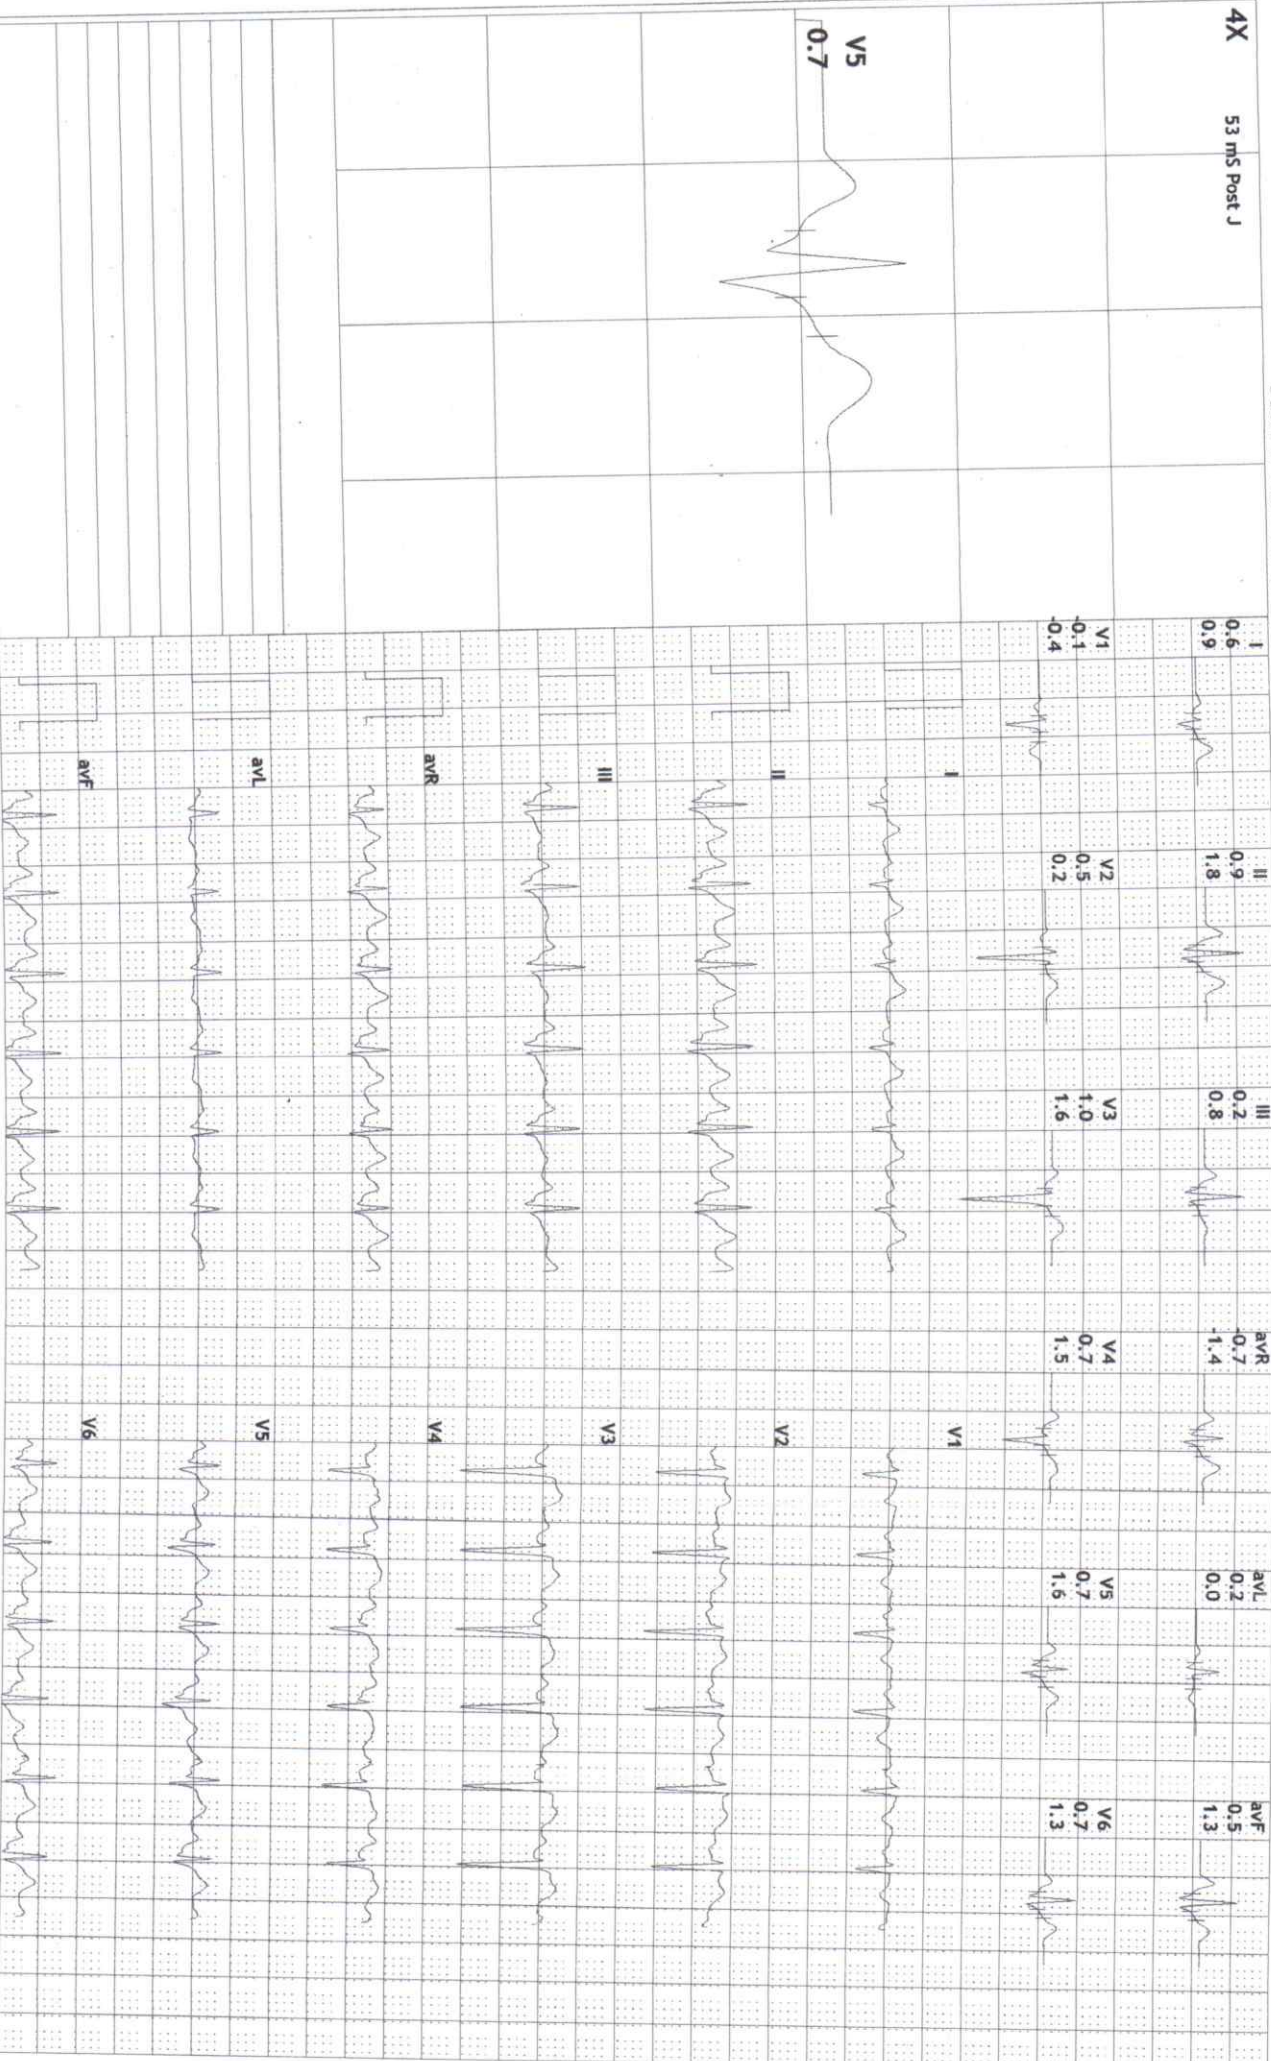 4X 53 mS Post J
V5
0.7
I II III avR avL avF
0.6 0.9 0.2 -0.7 0.2 0.5
0.9 1.8 0.8 -1.4 0.0 1.3
V1 V2 V3 V4 V5 V6
-0.1 0.5 1.0 0.7 0.7 0.7
-0.4 0.2 1.6 1.5 1.6 1.3
I V1
II V2
III V3
avR V4
avL V5
avF V6